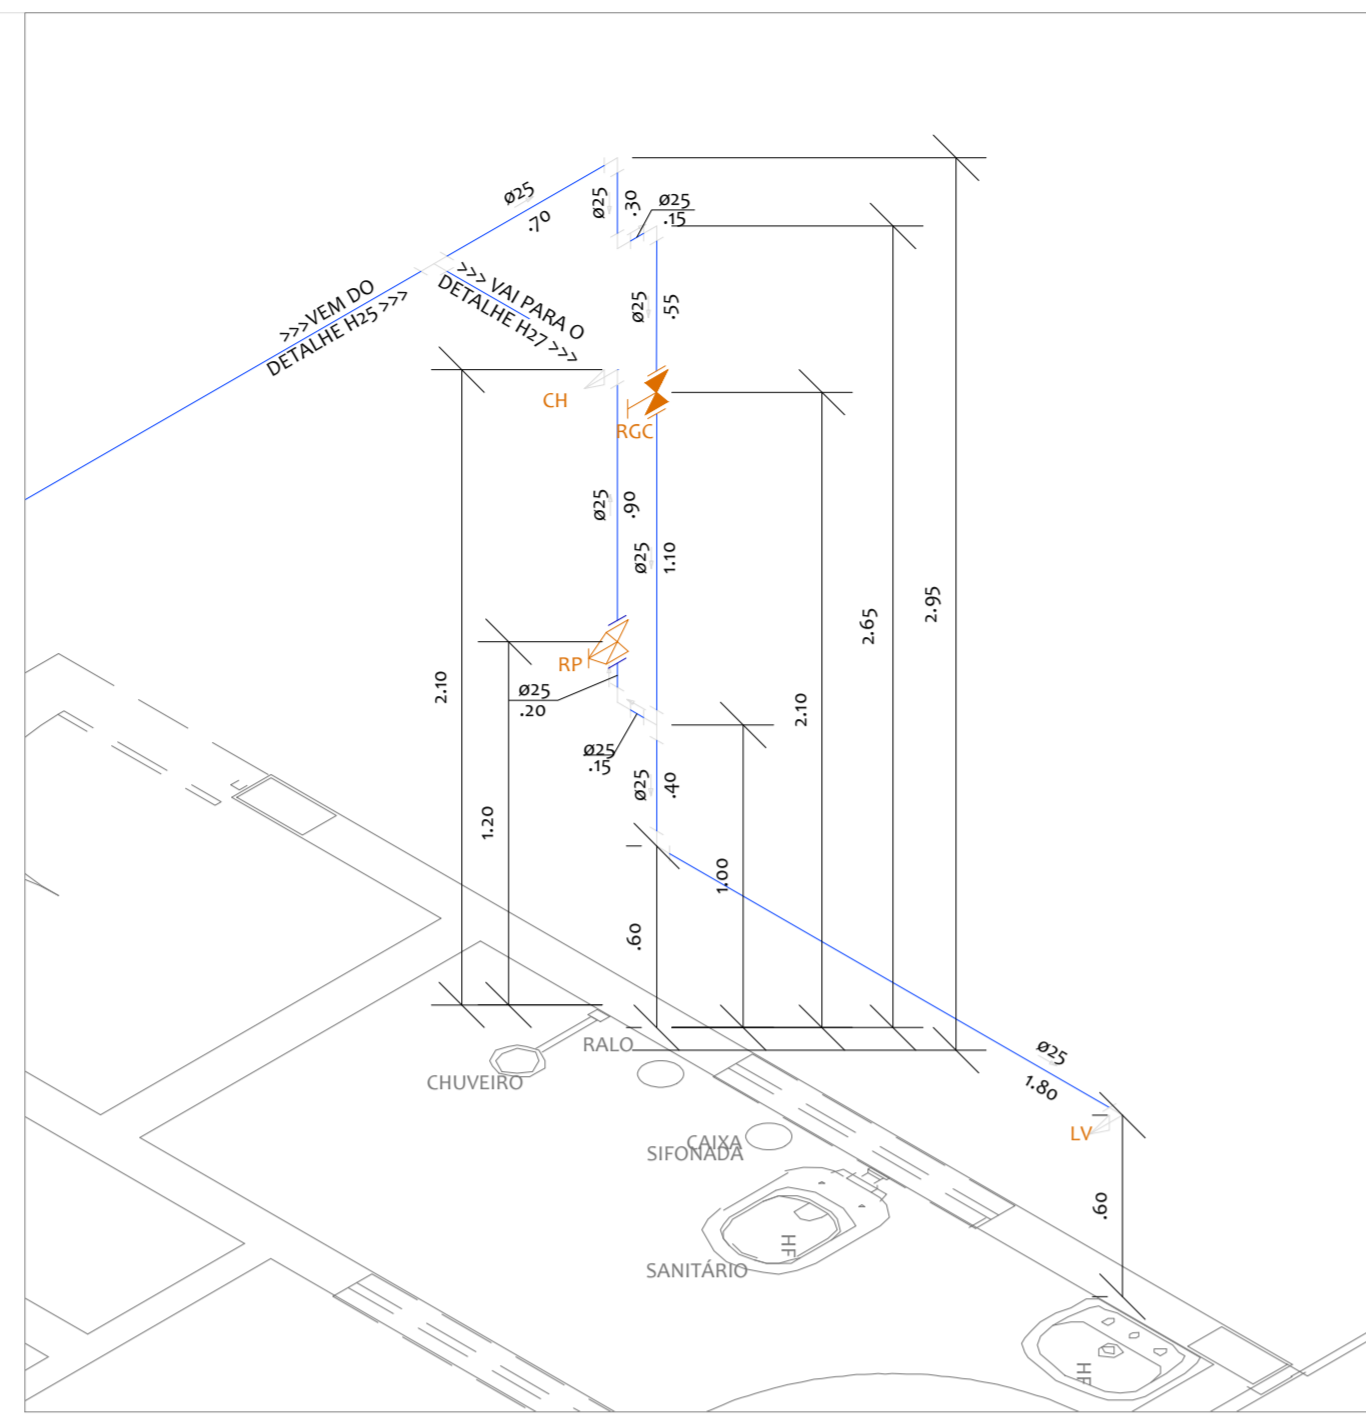 ø25
.70
ø25
.30
ø25
.15
>>>VEM DO
DETALHE H25 >>>
>>> VAI PARA O
DETALHE H27 >>>
ø25
.55
CH
RGC
ø25
.90
ø25
1.10
2.65
2.95
RP
ø25
.20
2.10
2.10
ø25
.15
ø25
.40
1.20
1.00
.60
RALO
CHUVEIRO
ø25
1.80
LV
CAIXA
SIFONADA
.60
HF
SANITÁRIO
HF